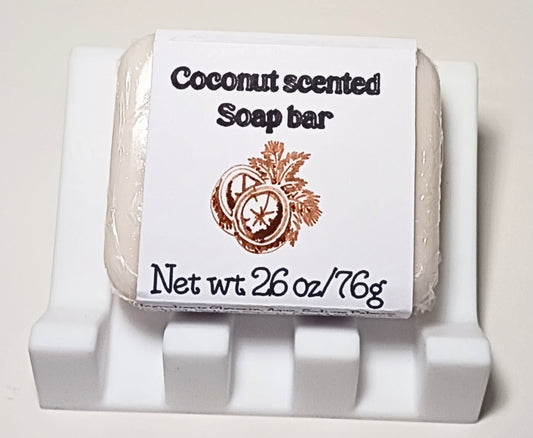 Coconut scented
Soap bar
Net wt 2.6 oz/76g